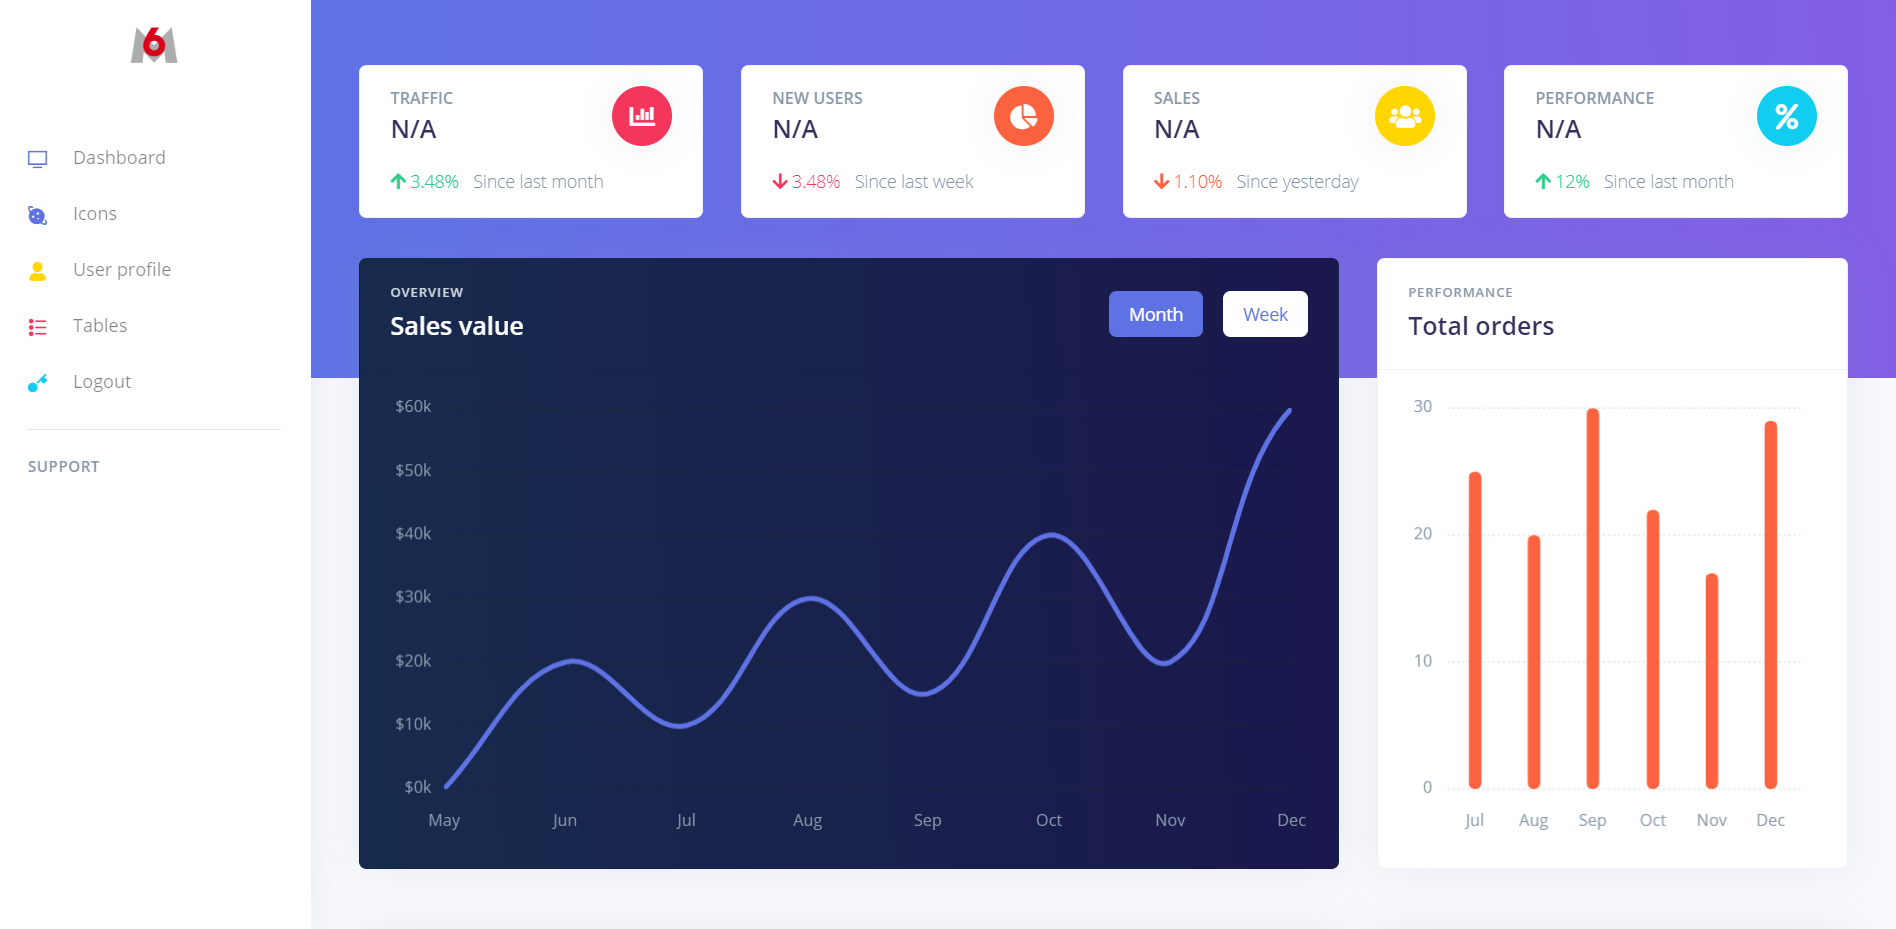 M6
Dashboard
Icons
User profile
Tables
Logout
SUPPORT
TRAFFIC
N/A
3.48% Since last month
NEW USERS
N/A
3.48% Since last week
SALES
N/A
1.10% Since yesterday
PERFORMANCE
N/A
%
12% Since last month
OVERVIEW
Sales value
Month
Week
$60k
$50k
$40k
$30k
$20k
$10k
$0k
May Jun Jul Aug Sep Oct Nov Dec
PERFORMANCE
Total orders
30
20
10
0
Jul Aug Sep Oct Nov Dec